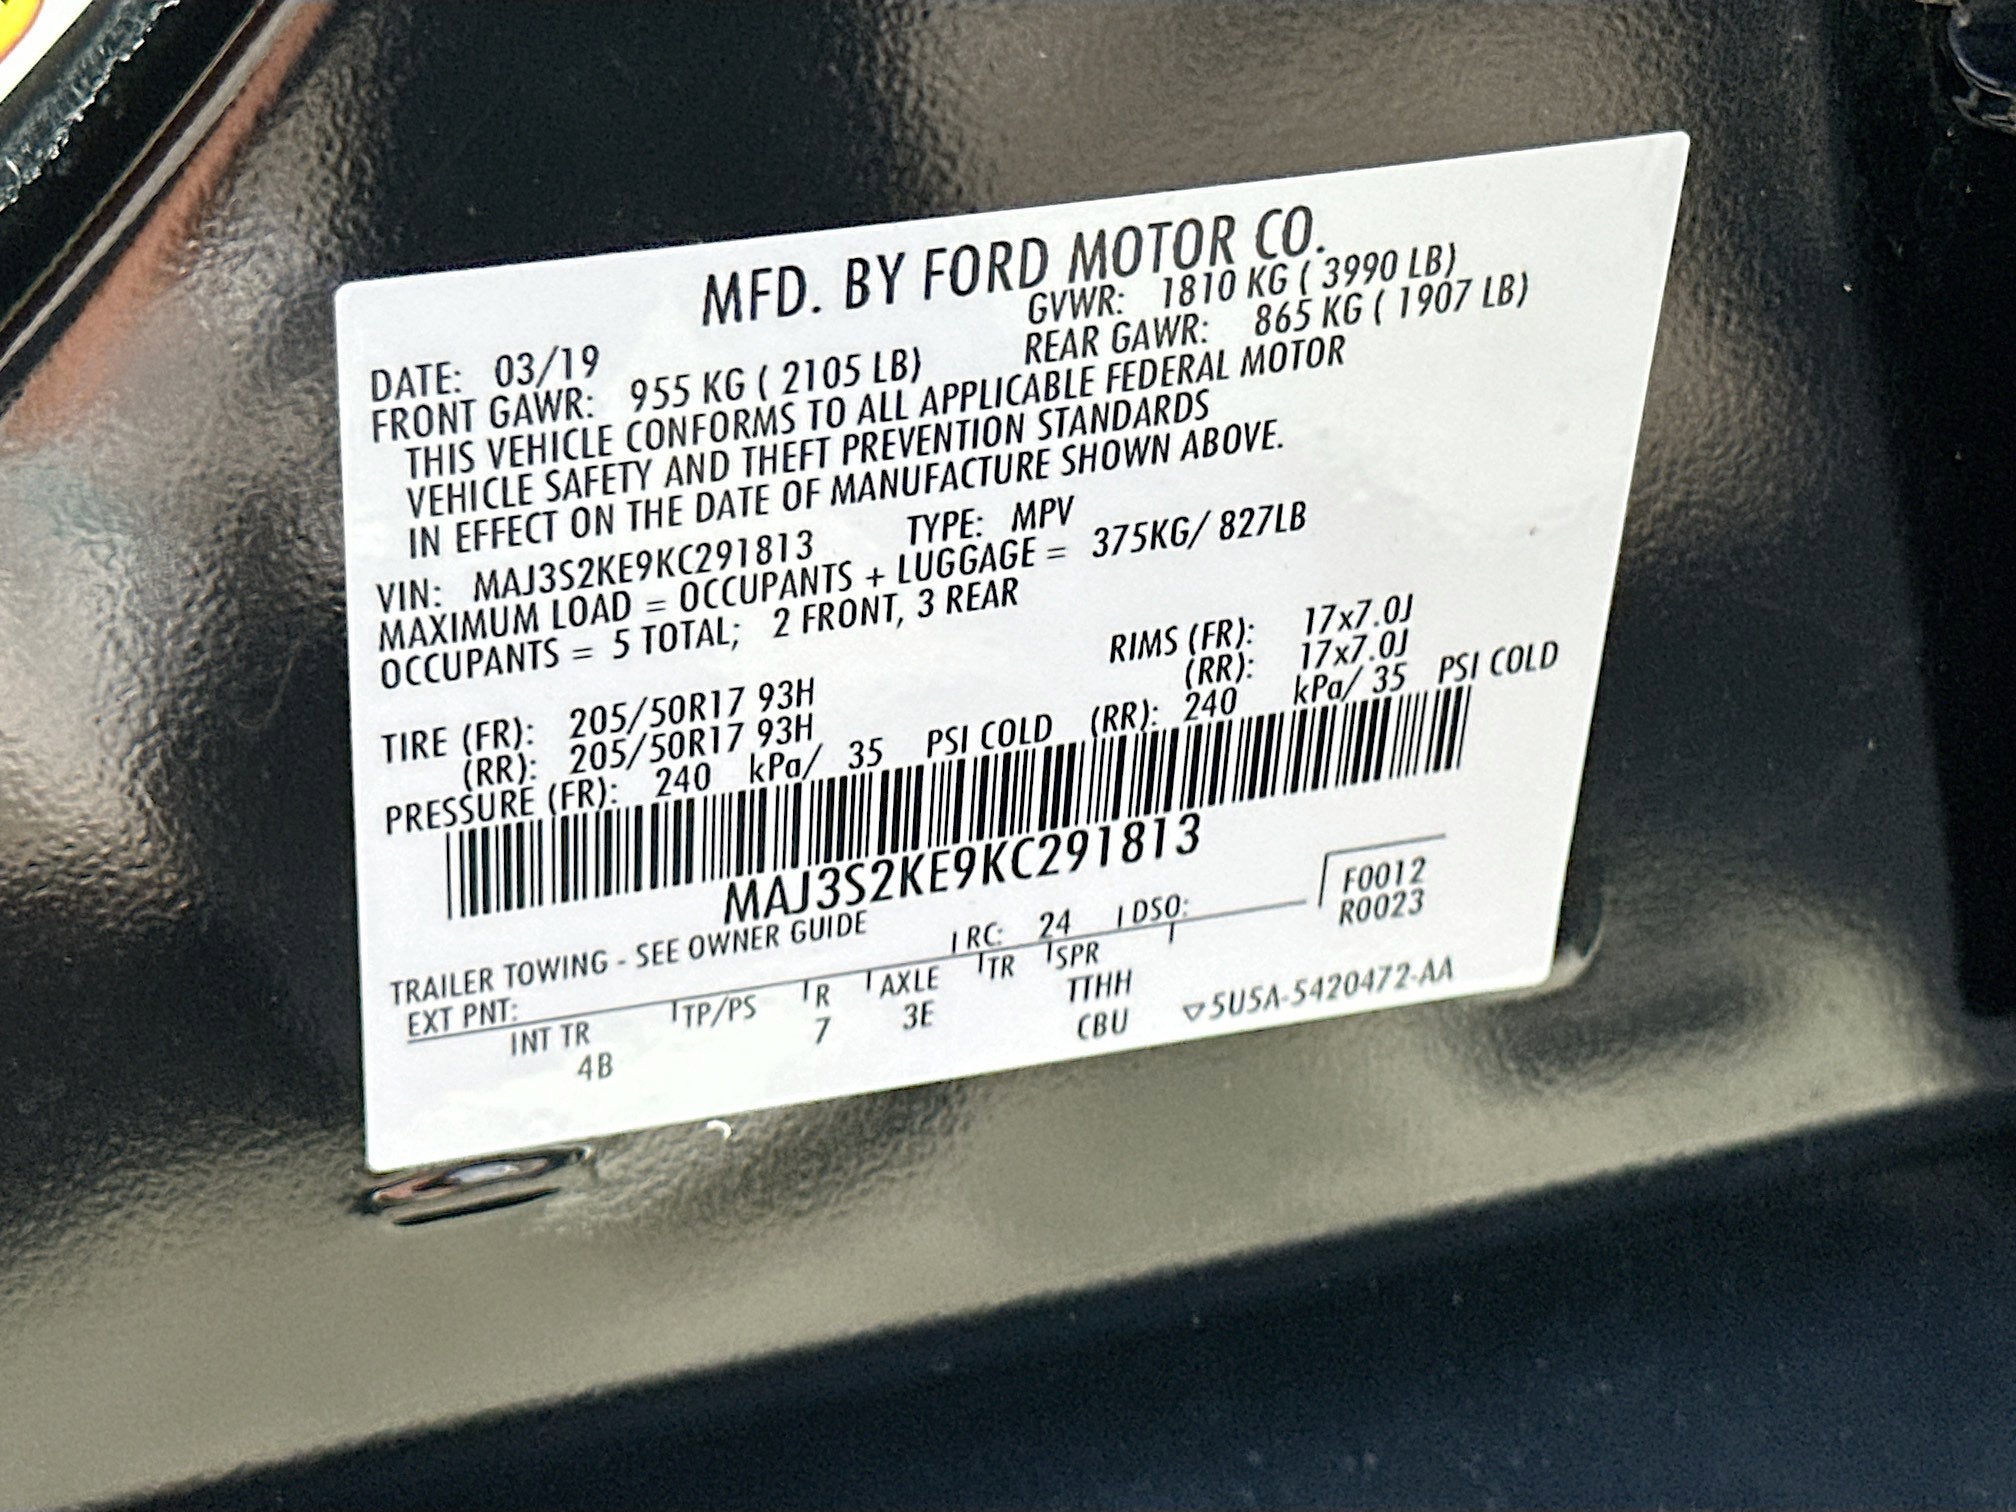 MFD. BY FORD MOTOR CO.
DATE: 03/19 GVWR: 1810 KG ( 3990 LB)
FRONT GAWR: 955 KG ( 2105 LB) REAR GAWR: 865 KG ( 1907 LB)
THIS VEHICLE CONFORMS TO ALL APPLICABLE FEDERAL MOTOR
VEHICLE SAFETY AND THEFT PREVENTION STANDARDS
IN EFFECT ON THE DATE OF MANUFACTURE SHOWN ABOVE.
VIN: MAJ3S2KE9KC291813 TYPE: MPV
MAXIMUM LOAD = OCCUPANTS + LUGGAGE = 375KG/ 827LB
OCCUPANTS = 5 TOTAL; 2 FRONT, 3 REAR
TIRE (FR): 205/50R17 93H RIMS (FR): 17x7.0J
(RR): 205/50R17 93H (RR): 17x7.0J
PRESSURE (FR): 240 kPa/ 35 PSI COLD (RR): 240 kPa/ 35 PSI COLD
MAJ3S2KE9KC291813
TRAILER TOWING - SEE OWNER GUIDE
EXT PNT: RC: 24 DSO: F0012
R0023
INT TR TP/PS R AXLE TR SPR
4B 7 3E TTHH
CBU ▽5U5A-5420472-AA